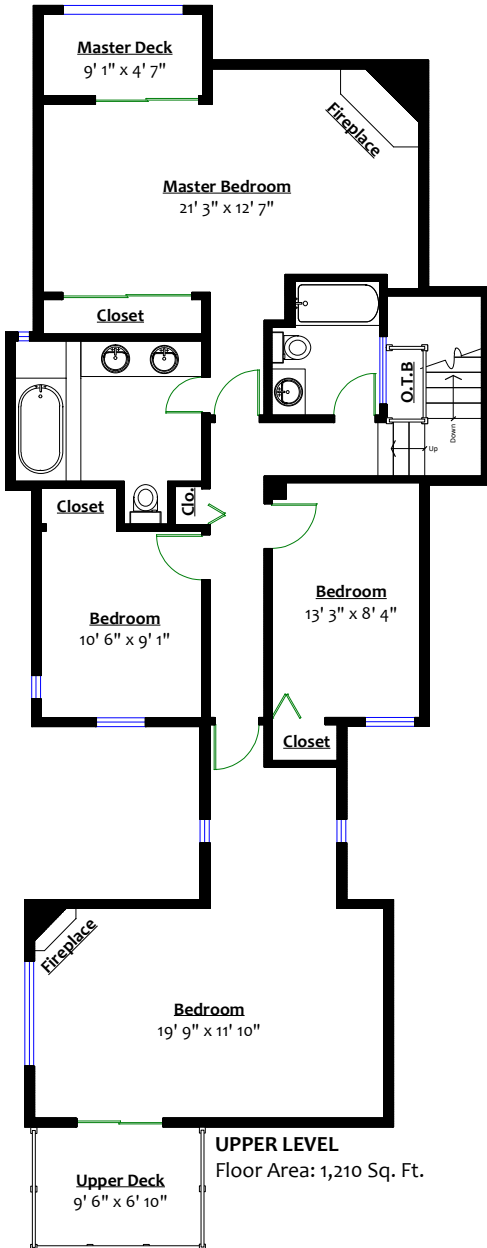 Master Deck
9' 1" x 4' 7"
Fireplace
Master Bedroom
21' 3" x 12' 7"
Closet
O.T.B
Down
Up
Closet
Clo.
Bedroom
13' 3" x 8' 4"
Bedroom
10' 6" x 9' 1"
Closet
Fireplace
Bedroom
19' 9" x 11' 10"
UPPER LEVEL
Floor Area: 1,210 Sq. Ft.
Upper Deck
9' 6" x 6' 10"